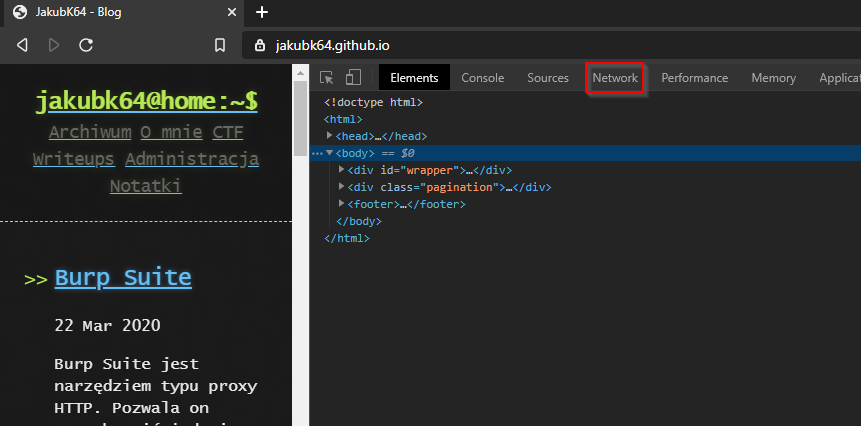 JakubK64 - Blog
jakubk64.github.io
jakubk64@home:~$
Archiwum O mnie CTF
Writeups Administracja
Notatki
>> Burp Suite
22 Mar 2020
Burp Suite jest
narzędziem typu proxy
HTTP. Pozwala on
Elements Console Sources Network Performance Memory Applicat
<!doctype html>
<html>
<head>…</head>
<body> == $0
<div id="wrapper">…</div>
<div class="pagination">…</div>
<footer>…</footer>
</body>
</html>